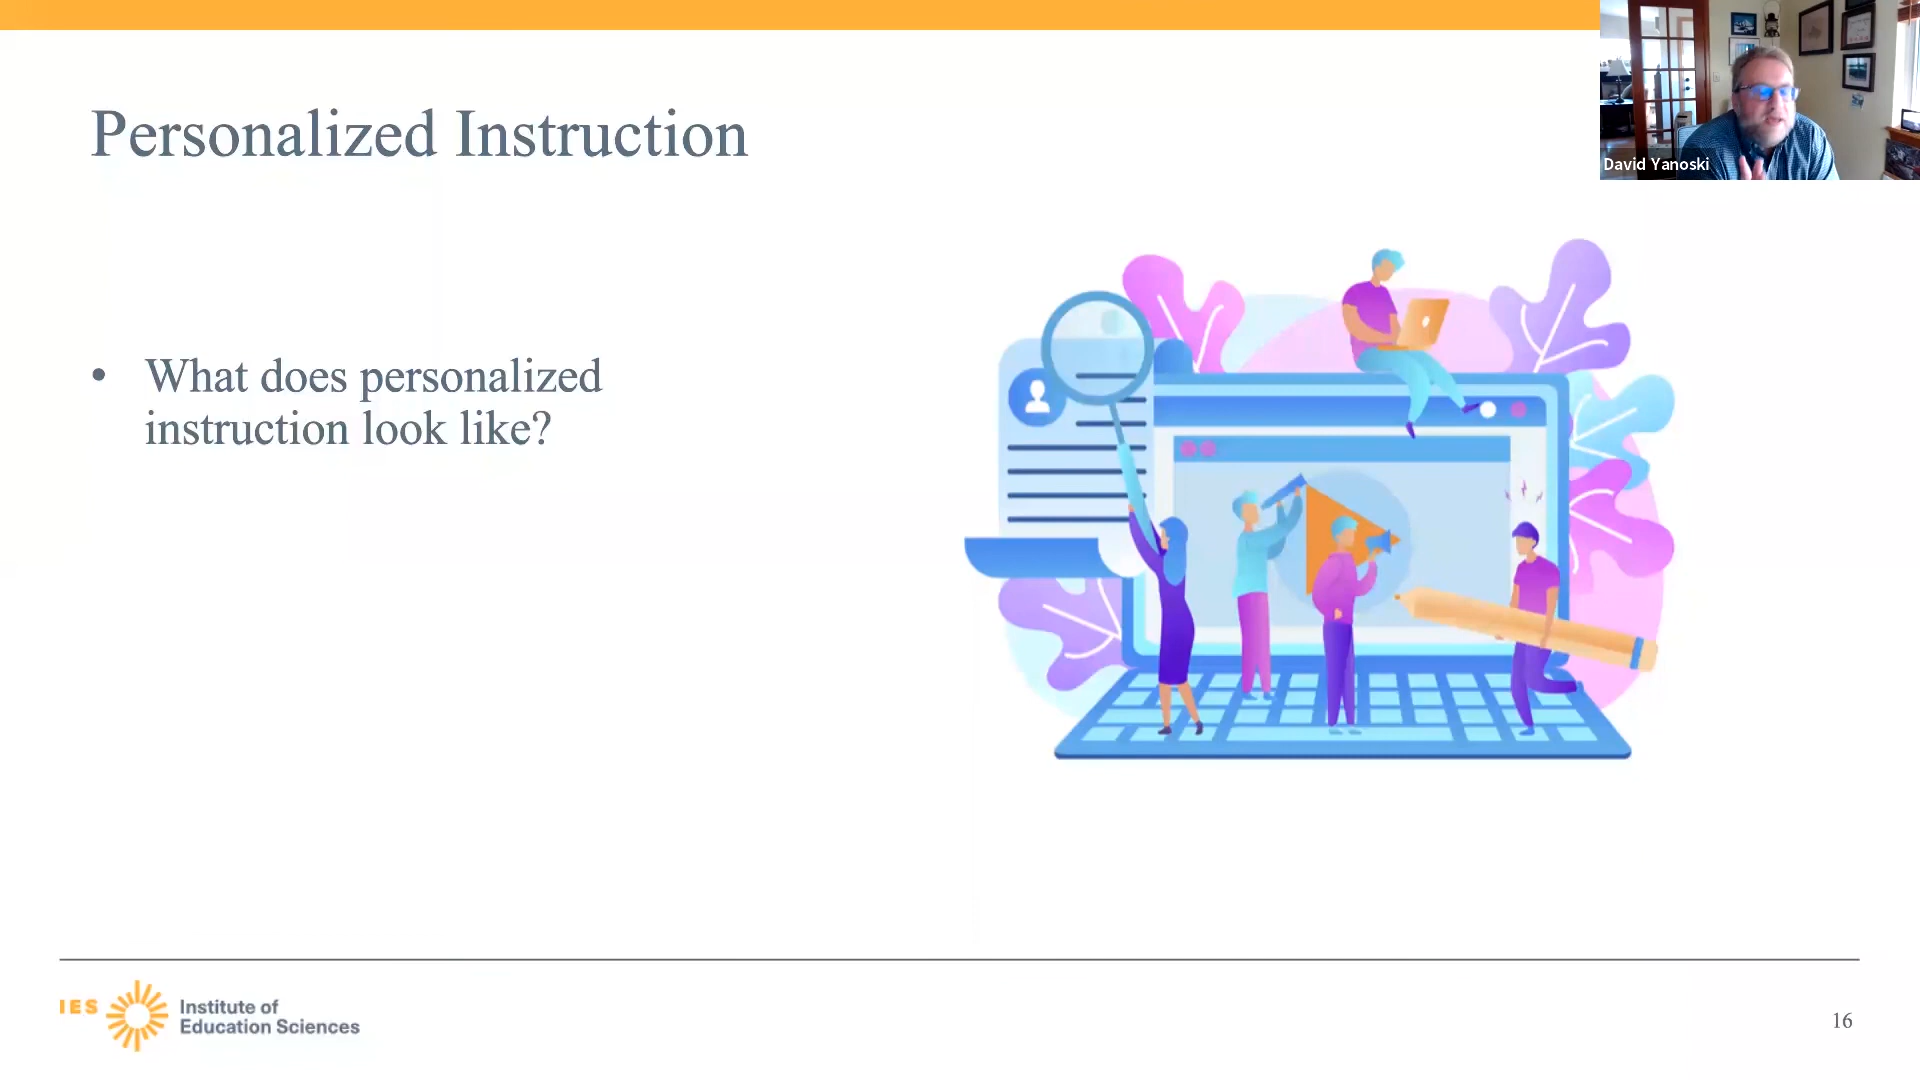 Personalized Instruction
David Yanoski
• What does personalized
instruction look like?
IES
Institute of
Education Sciences
16